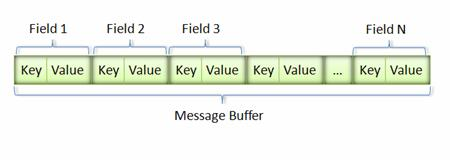 Field 1 Field 2 Field 3 Field N
Key Value Key Value Key Value Key Value ... Key Value
Message Buffer